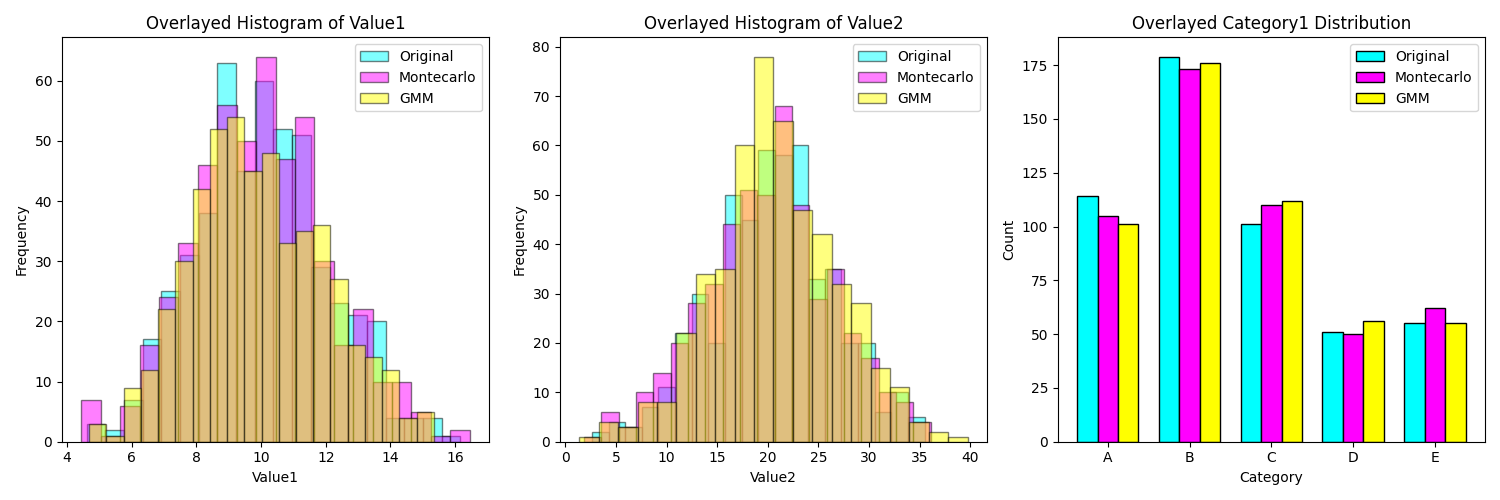 Overlayed Histogram of Value1
Frequency
60
50
40
30
20
10
0
4 6 8 10 12 14 16
Value1
Original
Montecarlo
GMM
Overlayed Histogram of Value2
Frequency
80
70
60
50
40
30
20
10
0
0 5 10 15 20 25 30 35 40
Value2
Original
Montecarlo
GMM
Overlayed Category1 Distribution
Count
175
150
125
100
75
50
25
0
A B C D E
Category
Original
Montecarlo
GMM